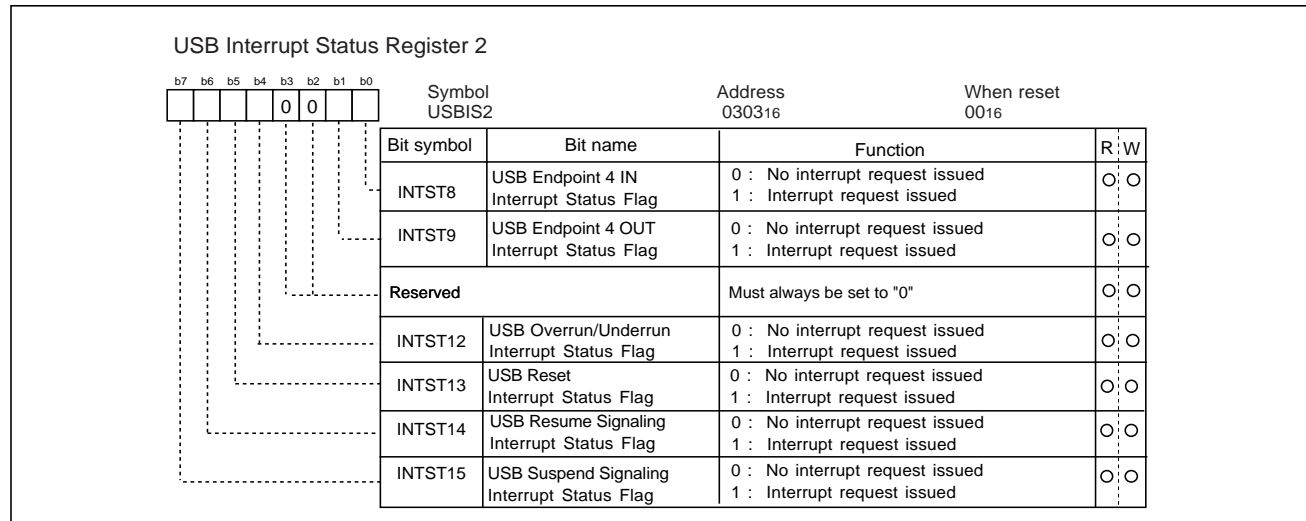 USB Interrupt Status Register 2
b7 b6 b5 b4 b3 b2 b1 b0
0 0
Symbol Address When reset
USBIS2 030316 0016
Bit symbol Bit name Function R W
INTST8 USB Endpoint 4 IN Interrupt Status Flag 0 : No interrupt request issued 1 : Interrupt request issued O O
INTST9 USB Endpoint 4 OUT Interrupt Status Flag 0 : No interrupt request issued 1 : Interrupt request issued O O
Reserved Must always be set to "0" O O
INTST12 USB Overrun/Underrun Interrupt Status Flag 0 : No interrupt request issued 1 : Interrupt request issued O O
INTST13 USB Reset Interrupt Status Flag 0 : No interrupt request issued 1 : Interrupt request issued O O
INTST14 USB Resume Signaling Interrupt Status Flag 0 : No interrupt request issued 1 : Interrupt request issued O O
INTST15 USB Suspend Signaling Interrupt Status Flag 0 : No interrupt request issued 1 : Interrupt request issued O O